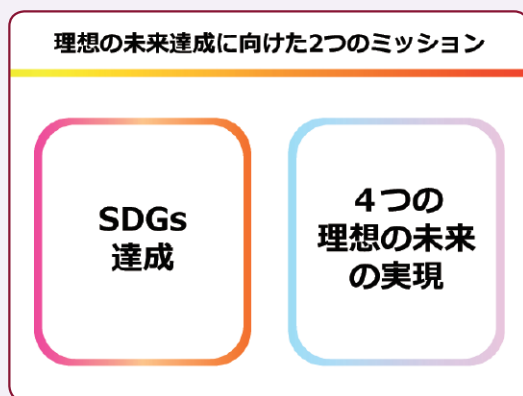 理想の未来達成に向けた2つのミッション
SDGs
達成
４つの
理想の未来
の実現